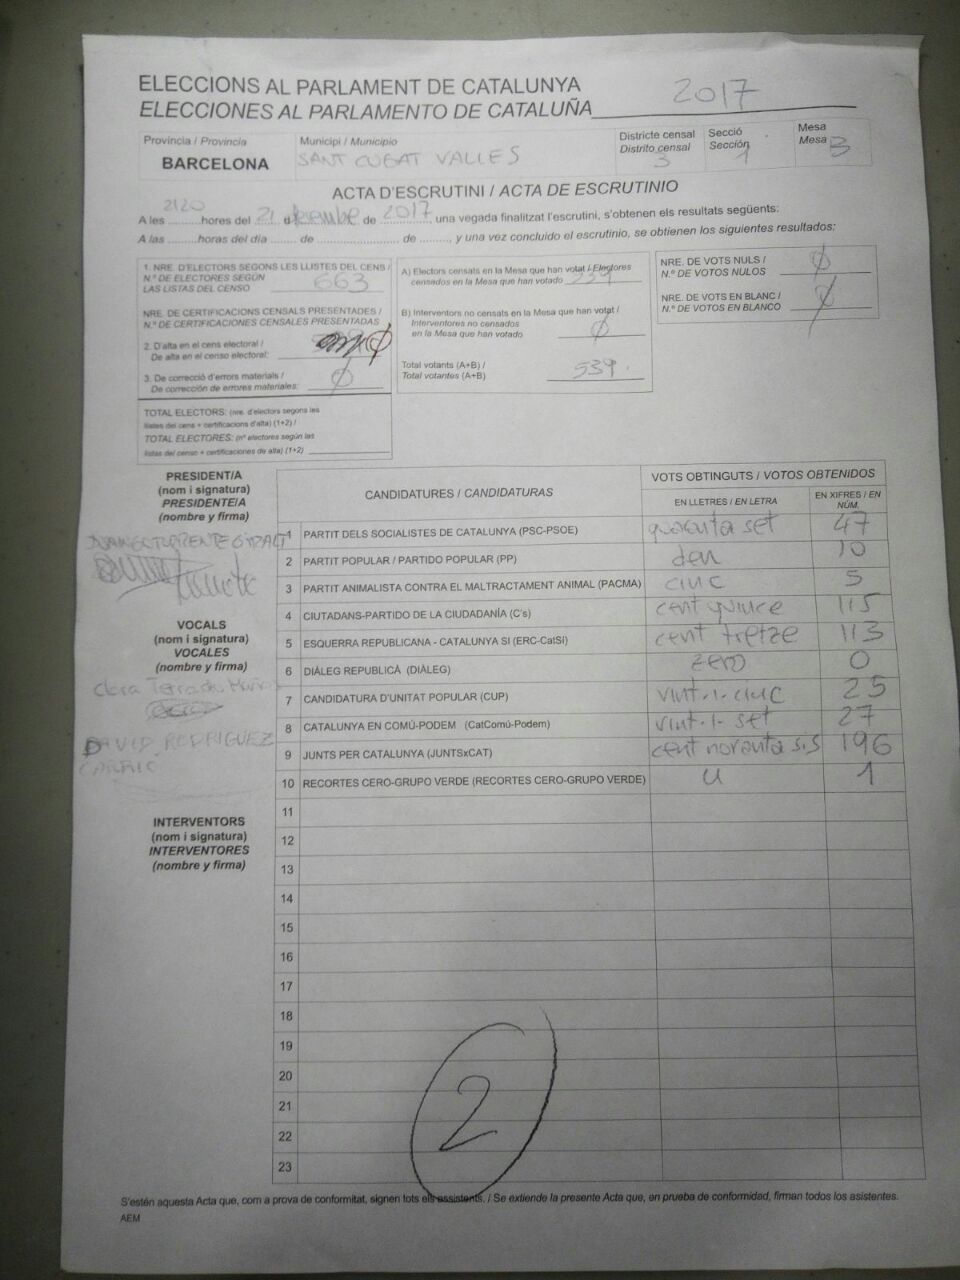 ELECCIONS AL PARLAMENT DE CATALUNYA
ELECCIONES AL PARLAMENTO DE CATALUÑA 2017
Província / Provincia
BARCELONA
Municipi / Municipio
SANT CUGAT VALLES
Districte censal
Distrito censal
3
Secció
Sección
1
Mesa
Mesa B
ACTA D'ESCRUTINI / ACTA DE ESCRUTINIO
A les 2120 hores del 21 desembre de 2017, una vegada finalitzat l'escrutini, s'obtenen els resultats següents:
A las .......... horas del día ........ de .......................... de ........, y una vez concluido el escrutinio, se obtienen los siguientes resultados:
1. NRE. D'ELECTORS SEGONS LES LLISTES DEL CENS /
N.º DE ELECTORES SEGÚN
LAS LISTAS DEL CENSO 663
NRE. DE CERTIFICACIONS CENSALS PRESENTADES /
N.º DE CERTIFICACIONES CENSALES PRESENTADAS
2. D'alta en el cens electoral /
De alta en el censo electoral: Ø
3. De correcció d'errors materials /
De corrección de errores materiales: Ø
TOTAL ELECTORS: (nre. d'electors segons les
llistes del cens + certificacions d'alta) (1+2) /
TOTAL ELECTORES: (nº electores según las
listas del censo + certificaciones de alta) (1+2)
A) Electors censats en la Mesa que han votat / Electores
censados en la Mesa que han votado 539
B) Interventors no censats en la Mesa que han votat /
Interventores no censados
en la Mesa que han votado Ø
Total votants (A+B) /
Total votantes (A+B) 539.
NRE. DE VOTS NULS /
N.º DE VOTOS NULOS Ø
NRE. DE VOTS EN BLANC /
N.º DE VOTOS EN BLANCO Ø
PRESIDENT/A
(nom i signatura)
PRESIDENTE/A
(nombre y firma)
VOCALS
(nom i signatura)
VOCALES
(nombre y firma)
Clara
DAVID RODRIGUEZ
INTERVENTORS
(nom i signatura)
INTERVENTORES
(nombre y firma)
CANDIDATURES / CANDIDATURAS
VOTS OBTINGUTS / VOTOS OBTENIDOS
EN LLETRES / EN LETRA
EN XIFRES / EN NÚM.
1 PARTIT DELS SOCIALISTES DE CATALUNYA (PSC-PSOE) quaranta set 47
2 PARTIT POPULAR / PARTIDO POPULAR (PP) deu 10
3 PARTIT ANIMALISTA CONTRA EL MALTRACTAMENT ANIMAL (PACMA) cinc 5
4 CIUTADANS-PARTIDO DE LA CIUDADANÍA (C's) cent quince 115
5 ESQUERRA REPUBLICANA - CATALUNYA SI (ERC-CatSí) cent tretze 113
6 DIÀLEG REPUBLICÀ (DIÀLEG) zero 0
7 CANDIDATURA D'UNITAT POPULAR (CUP) vint-i-cinc 25
8 CATALUNYA EN COMÚ-PODEM (CatComú-Podem) vint-i-set 27
9 JUNTS PER CATALUNYA (JUNTSxCAT) cent noranta sis 196
10 RECORTES CERO-GRUPO VERDE (RECORTES CERO-GRUPO VERDE) u 1
11
12
13
14
15
16
17
18
19
20
21
22
23
2
S'estén aquesta Acta que, com a prova de conformitat, signen tots els assistents. / Se extiende la presente Acta que, en prueba de conformidad, firman todos los asistentes.
AEM